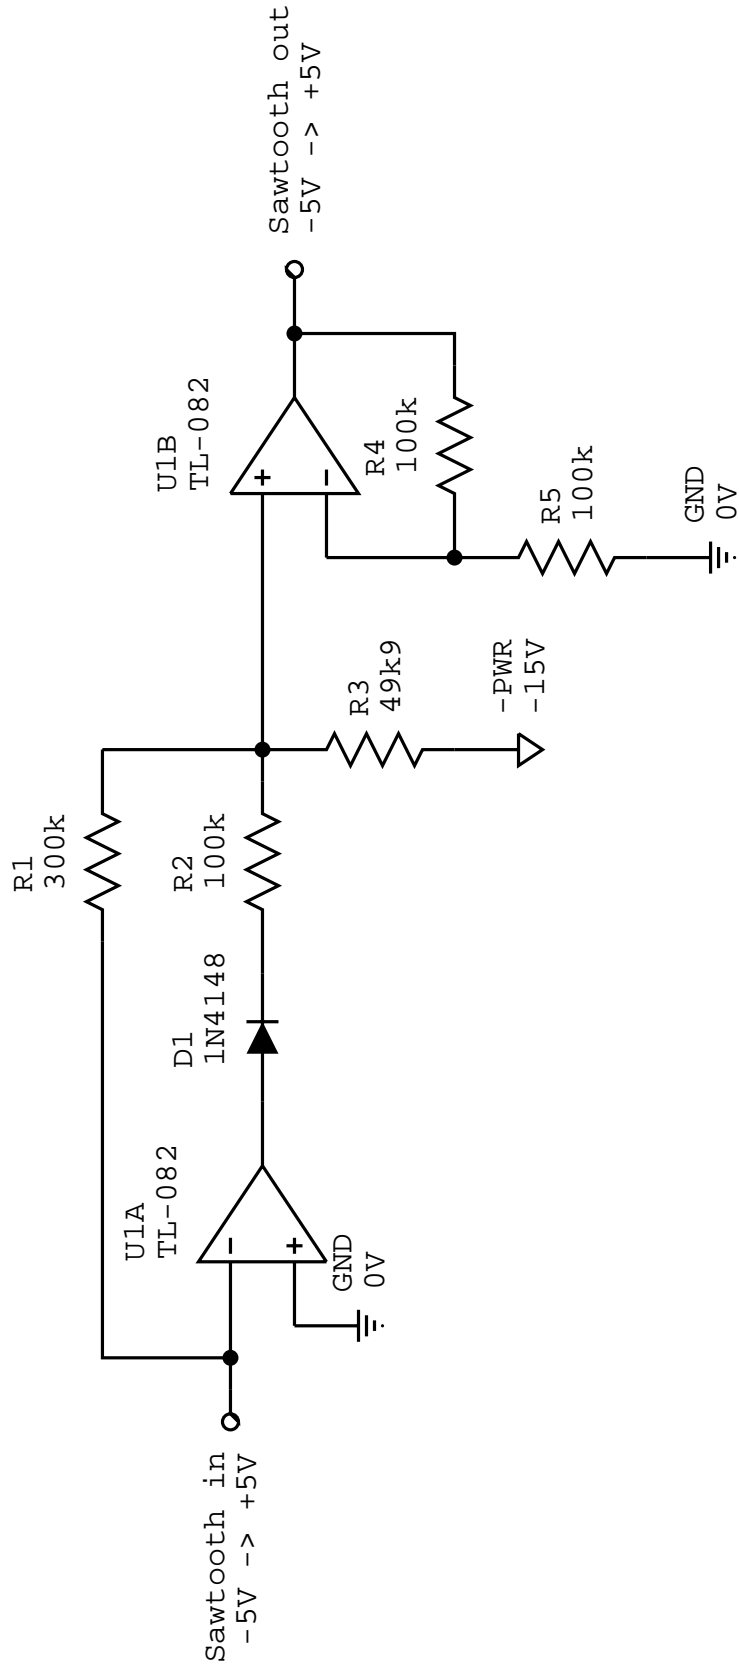 Sawtooth in
-5V -> +5V
U1A
TL-082
GND
0V
D1
1N4148
R1
300k
R2
100k
R3
49k9
-PWR
-15V
U1B
TL-082
R4
100k
R5
100k
GND
0V
Sawtooth out
-5V -> +5V